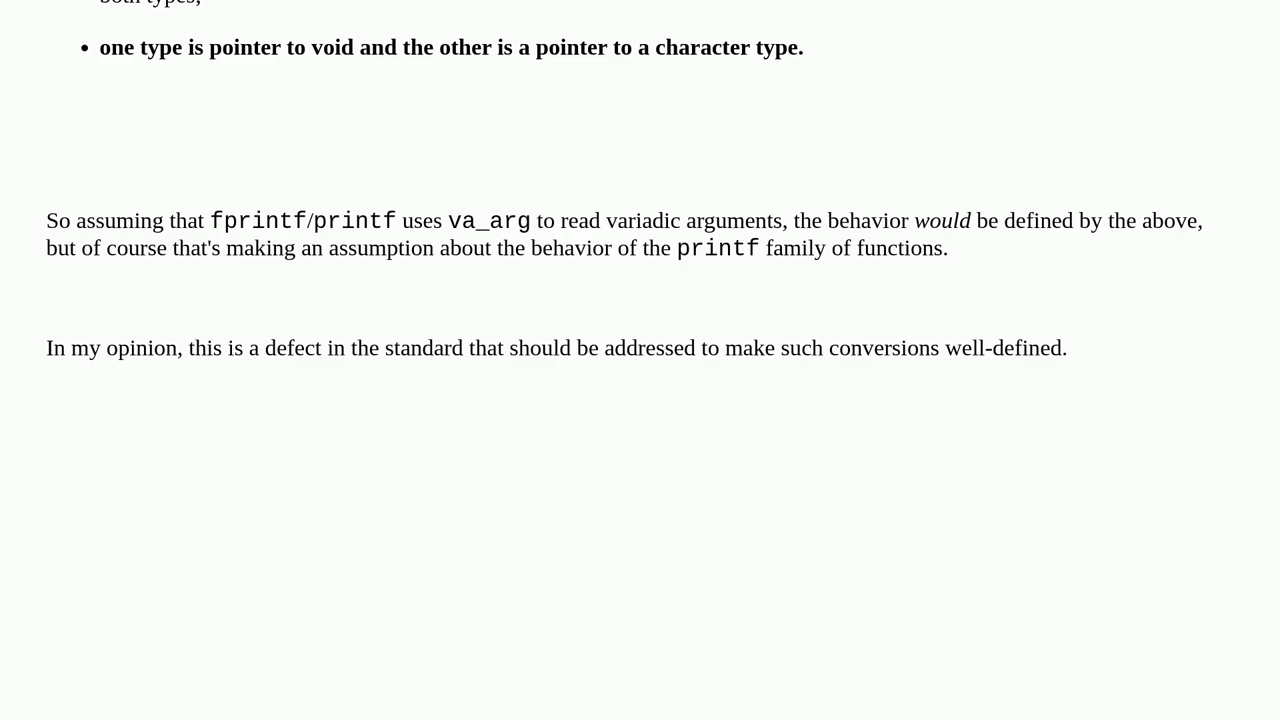 both types;
• one type is pointer to void and the other is a pointer to a character type.
So assuming that fprintf/printf uses va_arg to read variadic arguments, the behavior would be defined by the above,
but of course that's making an assumption about the behavior of the printf family of functions.
In my opinion, this is a defect in the standard that should be addressed to make such conversions well-defined.